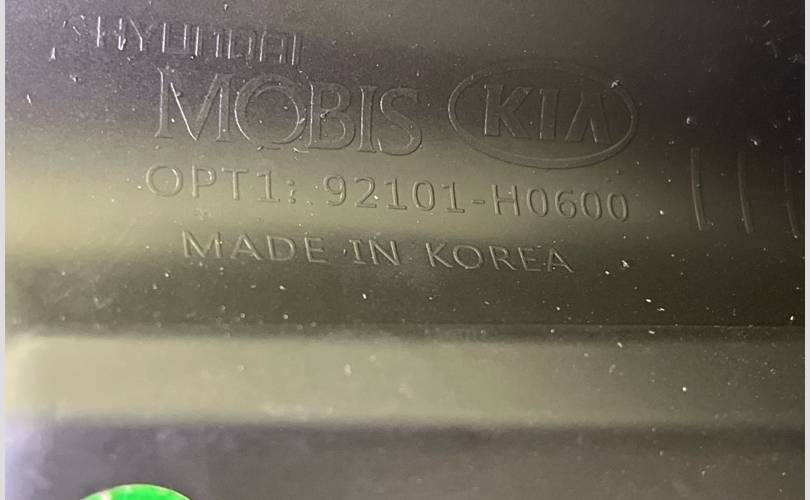 HYUNDAI
MOBIS KIA
OPT1: 92101-H0600
MADE IN KOREA